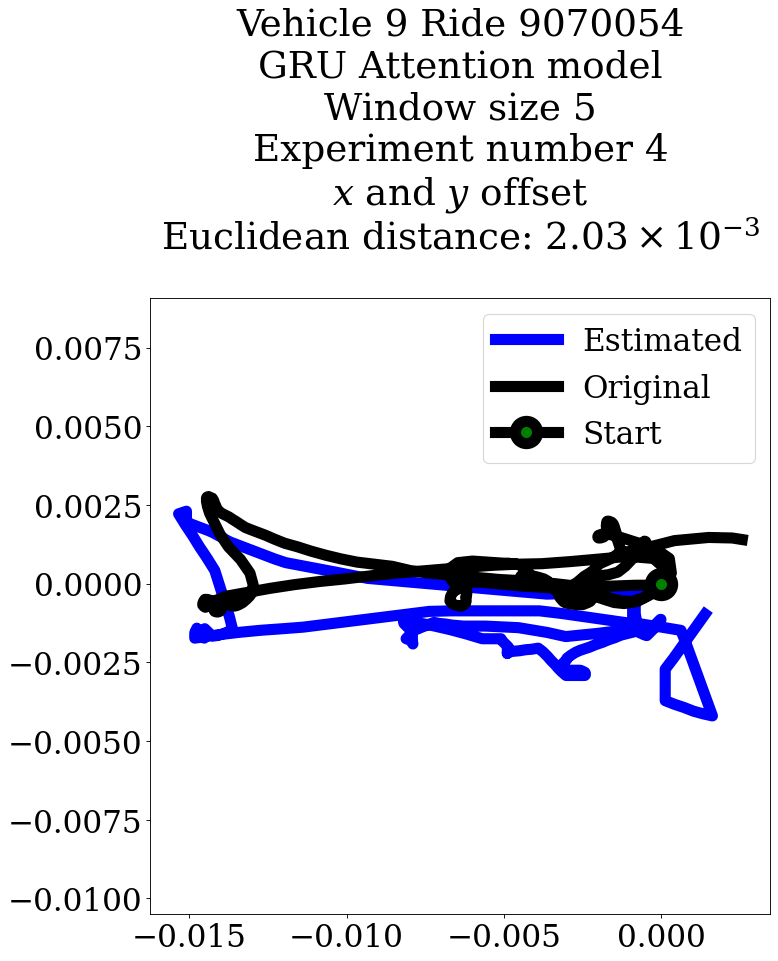 Vehicle 9 Ride 9070054
GRU Attention model
Window size 5
Experiment number 4
x and y offset
Euclidean distance: 2.03 × 10⁻³
Estimated
Original
Start
0.0075
0.0050
0.0025
0.0000
−0.0025
−0.0050
−0.0075
−0.0100
−0.015 −0.010 −0.005 0.000